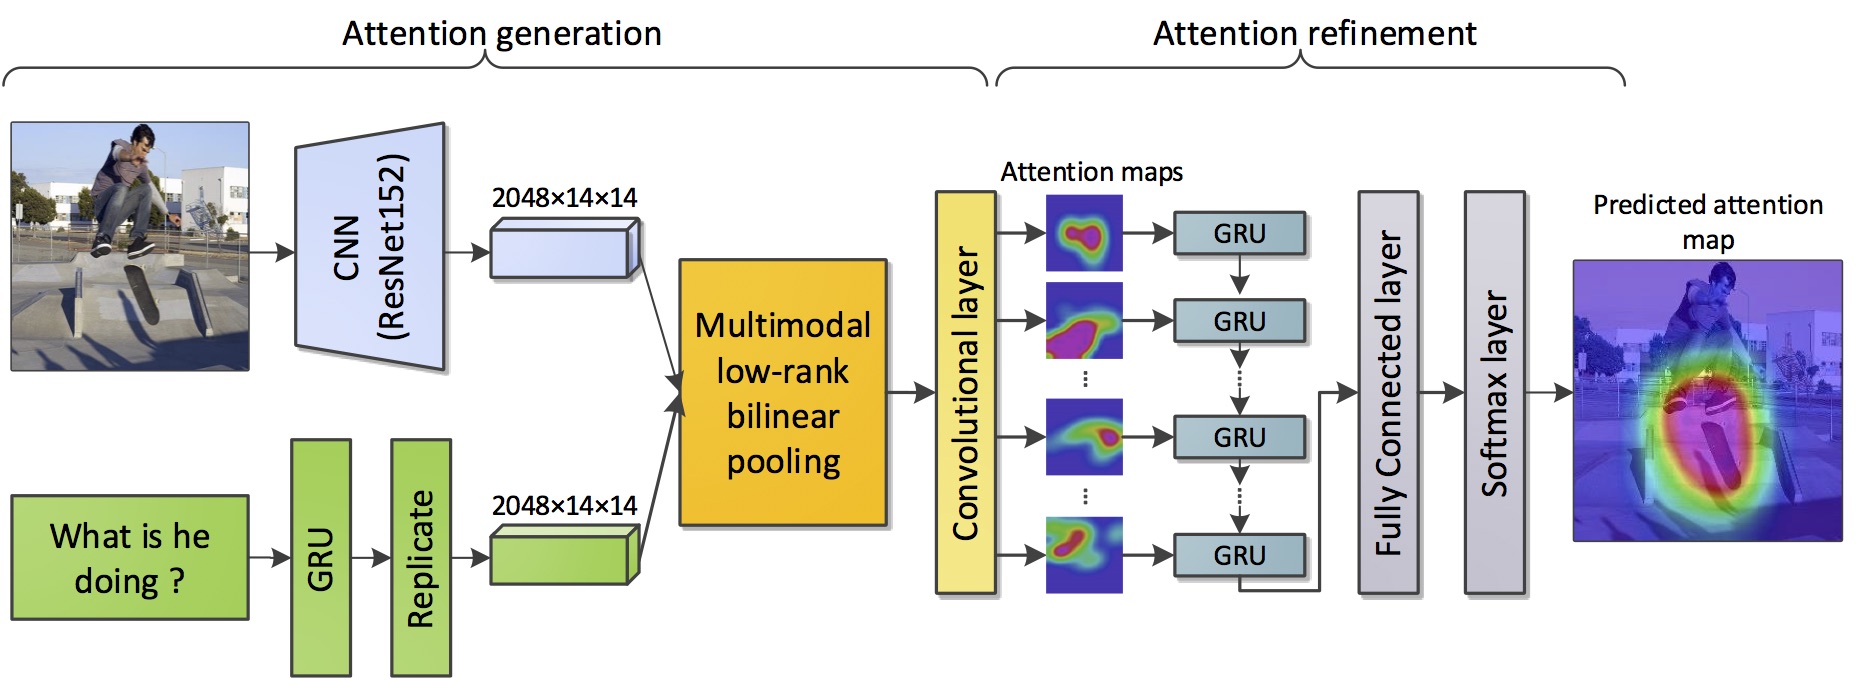 Attention generation
Attention refinement
CNN
(ResNet152)
2048×14×14
What is he
doing ?
GRU
Replicate
2048×14×14
Multimodal
low-rank
bilinear
pooling
Convolutional layer
Attention maps
GRU
GRU
⋮
GRU
⋮
GRU
Fully Connected layer
Softmax layer
Predicted attention
map